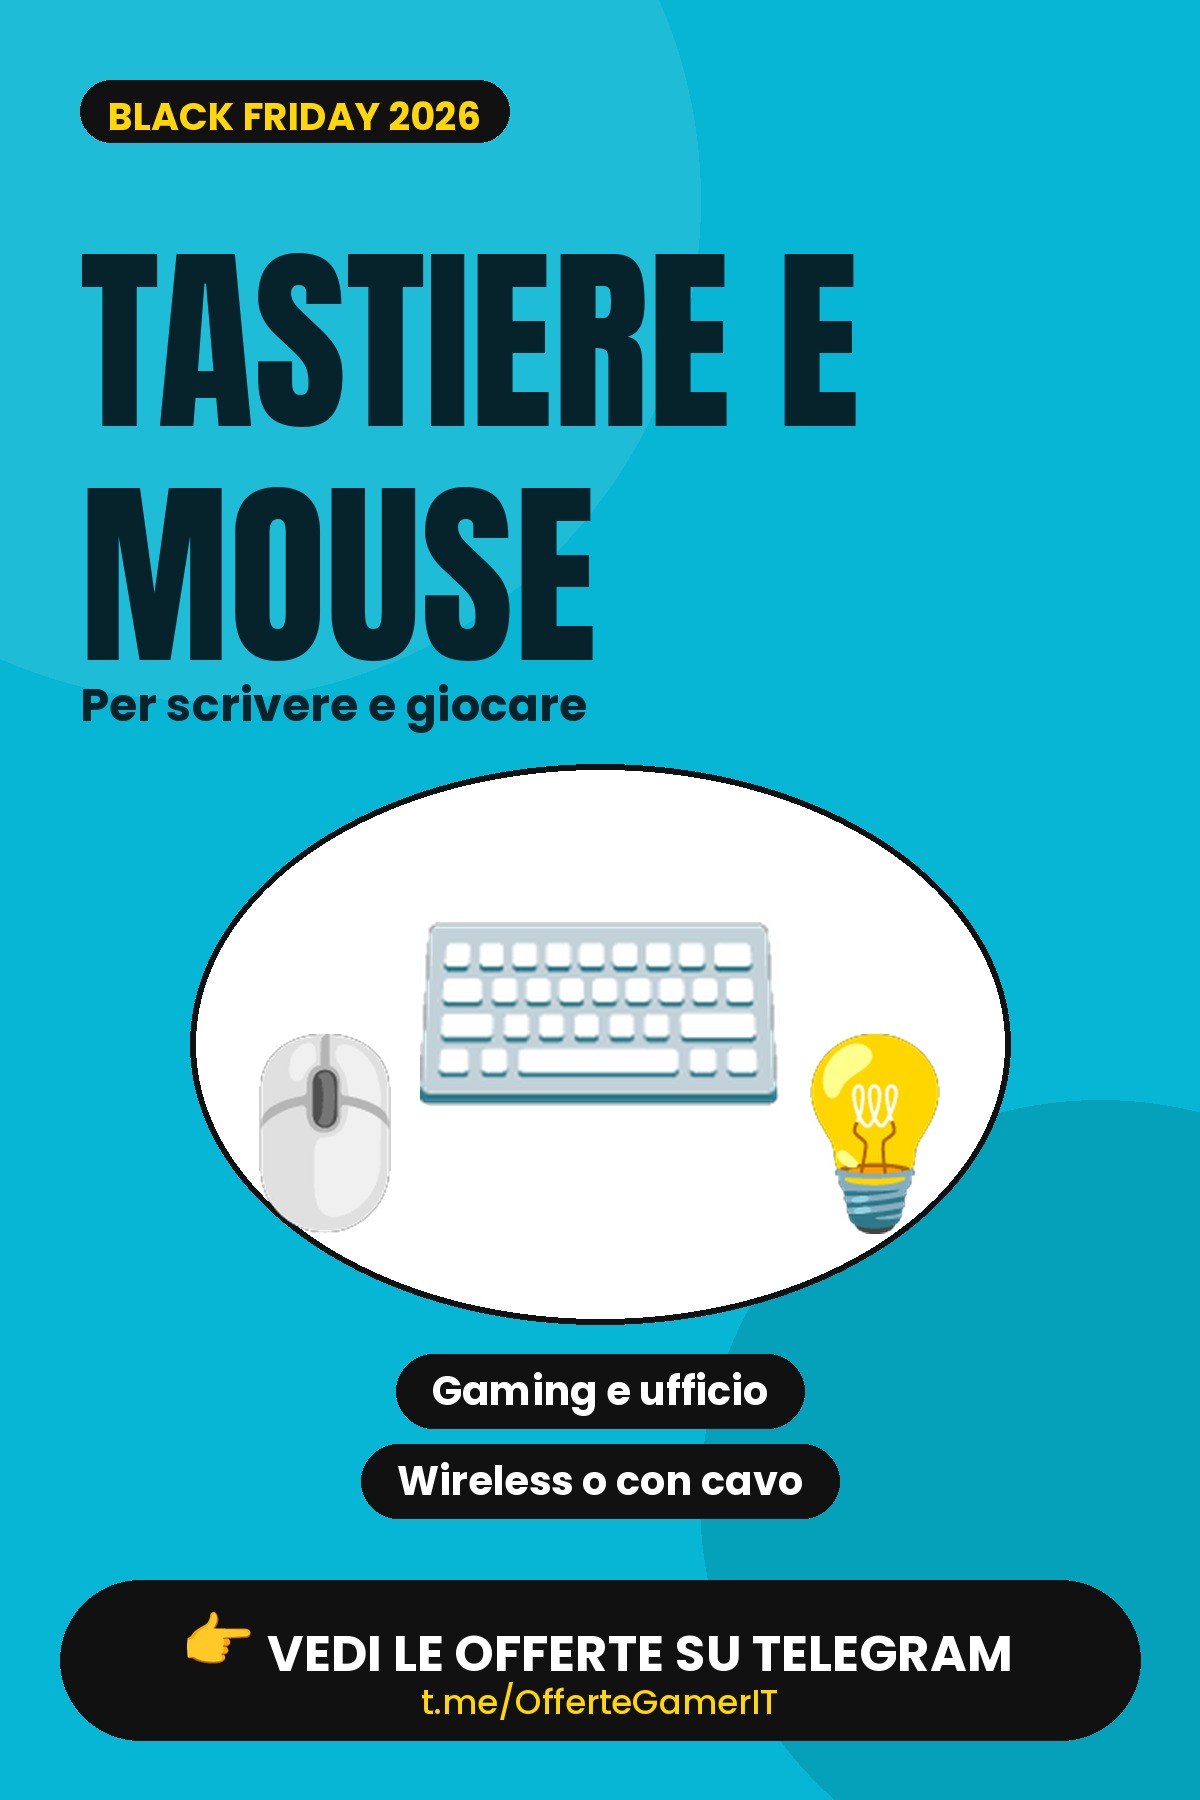 BLACK FRIDAY 2026
TASTIERE E
MOUSE
Per scrivere e giocare
Gaming e ufficio
Wireless o con cavo
👉 VEDI LE OFFERTE SU TELEGRAM
t.me/OfferteGamerIT